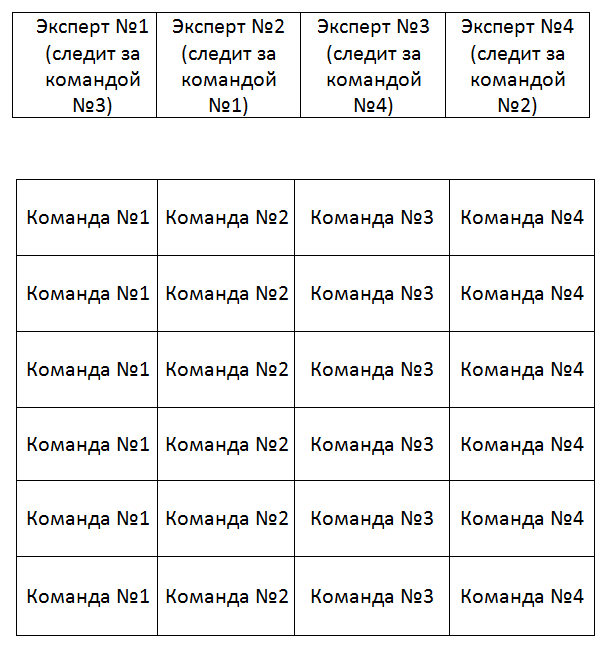 Эксперт №1 Эксперт №2 Эксперт №3 Эксперт №4
(следит за (следит за (следит за (следит за
командой командой командой командой
№3) №1) №4) №2)
Команда №1 Команда №2 Команда №3 Команда №4
Команда №1 Команда №2 Команда №3 Команда №4
Команда №1 Команда №2 Команда №3 Команда №4
Команда №1 Команда №2 Команда №3 Команда №4
Команда №1 Команда №2 Команда №3 Команда №4
Команда №1 Команда №2 Команда №3 Команда №4